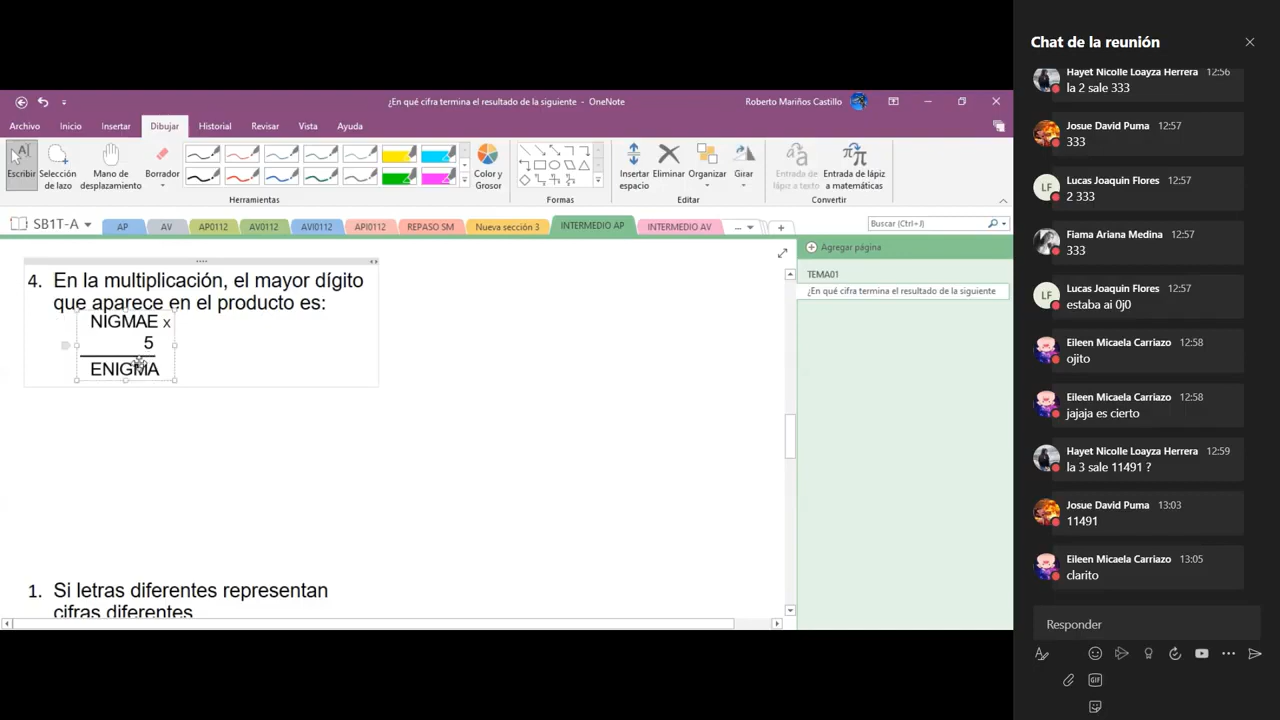 Chat de la reunión
¿En qué cifra termina el resultado de la siguiente - OneNote
Roberto Mariños Castillo
Archivo Inicio Insertar Dibujar Historial Revisar Vista Ayuda
Escribir
Selección de lazo
Mano de desplazamiento
Borrador
Color y Grosor
Insertar espacio
Eliminar
Organizar
Girar
Entrada de lápiz a texto
Entrada de lápiz a matemáticas
Herramientas
Formas
Editar
Convertir
SB1T-A
AP AV AP0112 AV0112 AVI0112 API0112 REPASO SM Nueva sección 3 INTERMEDIO AP INTERMEDIO AV ...
Buscar (Ctrl+J)
Agregar página
TEMA01
¿En qué cifra termina el resultado de la siguiente
4. En la multiplicación, el mayor dígito
que aparece en el producto es:
NIGMAE x
5
ENIGMA
1. Si letras diferentes representan
cifras diferentes
Hayet Nicolle Loayza Herrera 12:56
la 2 sale 333
Josue David Puma 12:57
333
LF
Lucas Joaquin Flores 12:57
2 333
Fiama Ariana Medina 12:57
333
LF
Lucas Joaquin Flores 12:57
estaba ai 0j0
Eileen Micaela Carriazo 12:58
ojito
Eileen Micaela Carriazo 12:58
jajaja es cierto
Hayet Nicolle Loayza Herrera 12:59
la 3 sale 11491 ?
Josue David Puma 13:03
11491
Eileen Micaela Carriazo 13:05
clarito
Responder
GIF